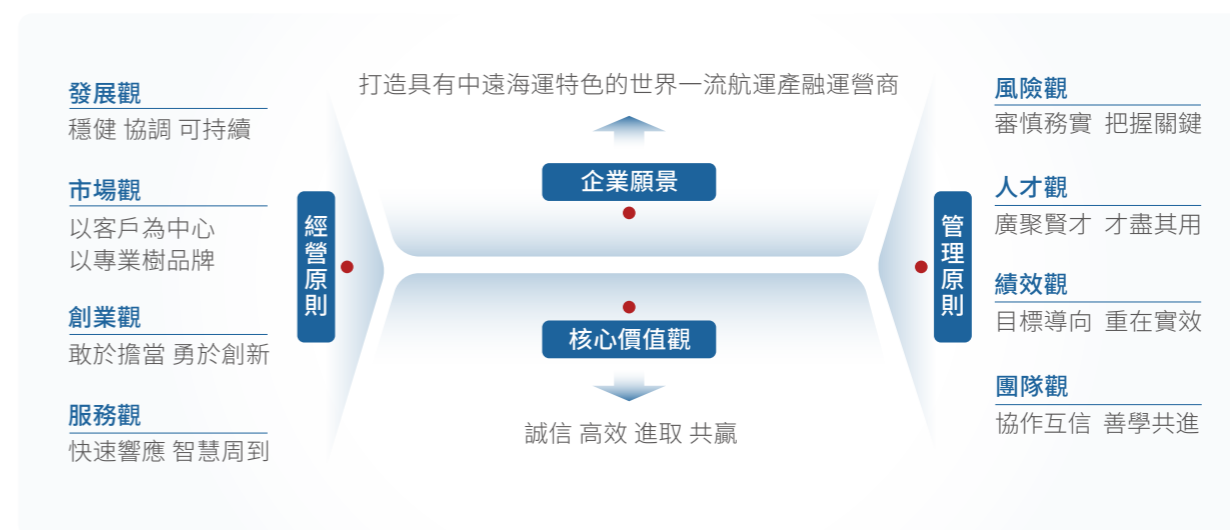 發展觀
穩健 協調 可持續
市場觀
以客戶為中心
以專業樹品牌
創業觀
敢於擔當 勇於創新
服務觀
快速響應 智慧周到
經營原則
打造具有中遠海運特色的世界一流航運產融運營商
企業願景
核心價值觀
誠信 高效 進取 共贏
管理原則
風險觀
審慎務實 把握關鍵
人才觀
廣聚賢才 才盡其用
績效觀
目標導向 重在實效
團隊觀
協作互信 善學共進